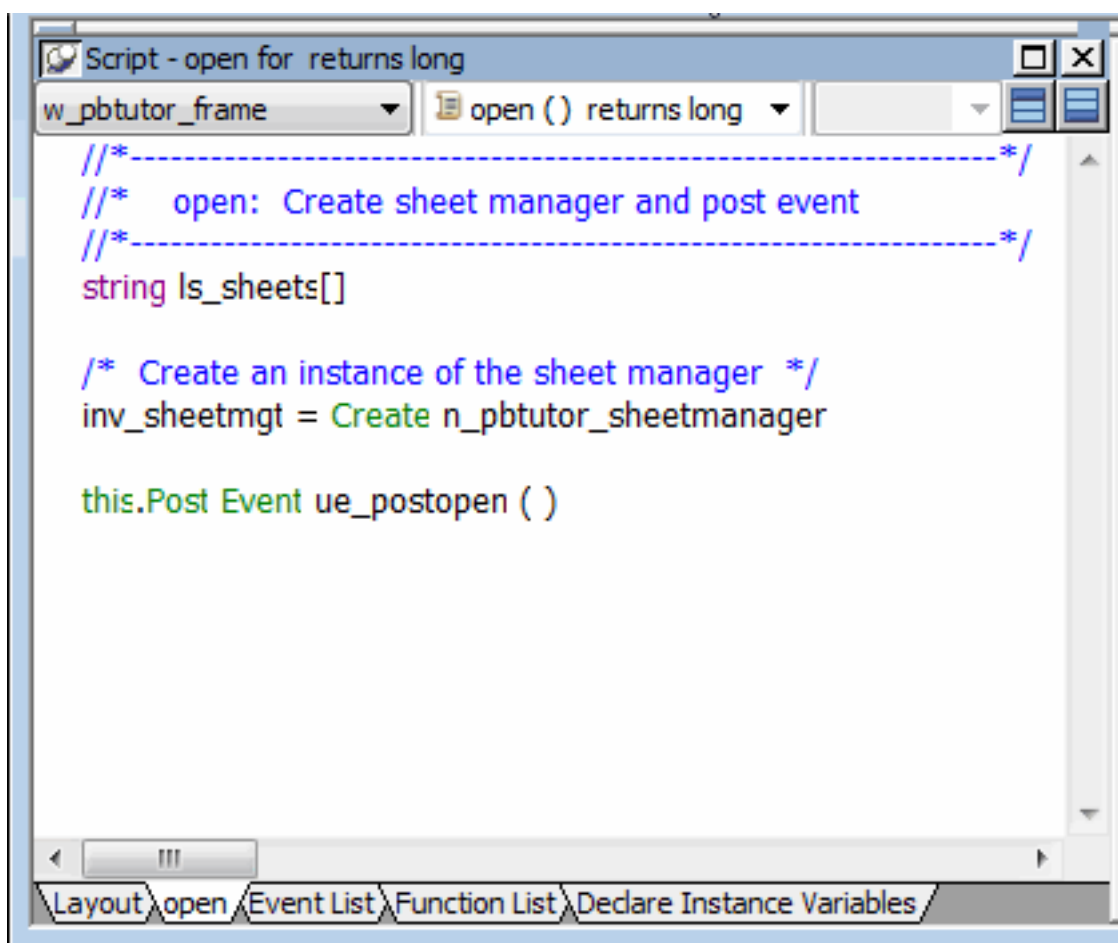 Script - open for returns long
w_pbtutor_frame open ( ) returns long
//*------------------------------------------------------------------*/
//* open: Create sheet manager and post event
//*------------------------------------------------------------------*/
string ls_sheets[]
/* Create an instance of the sheet manager */
inv_sheetmgt = Create n_pbtutor_sheetmanager
this.Post Event ue_postopen ( )
Layout open Event List Function List Declare Instance Variables